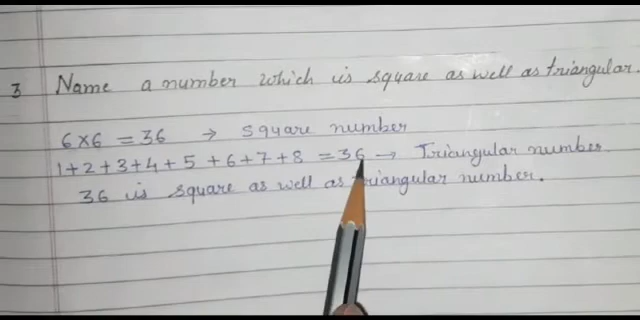 3 Name a number which is square as well as triangular.
6×6 = 36 → Square number
1+2+3+4+5+6+7+8 = 36 → Triangular number
36 is square as well as triangular number.